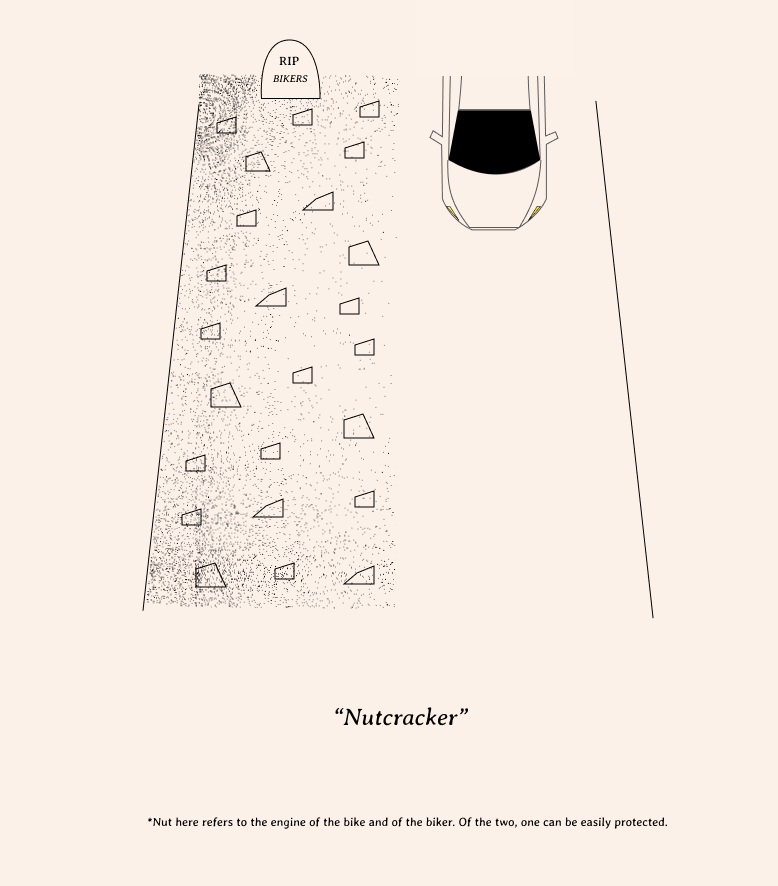 RIP
BIKERS
“Nutcracker”
*Nut here refers to the engine of the bike and of the biker. Of the two, one can be easily protected.